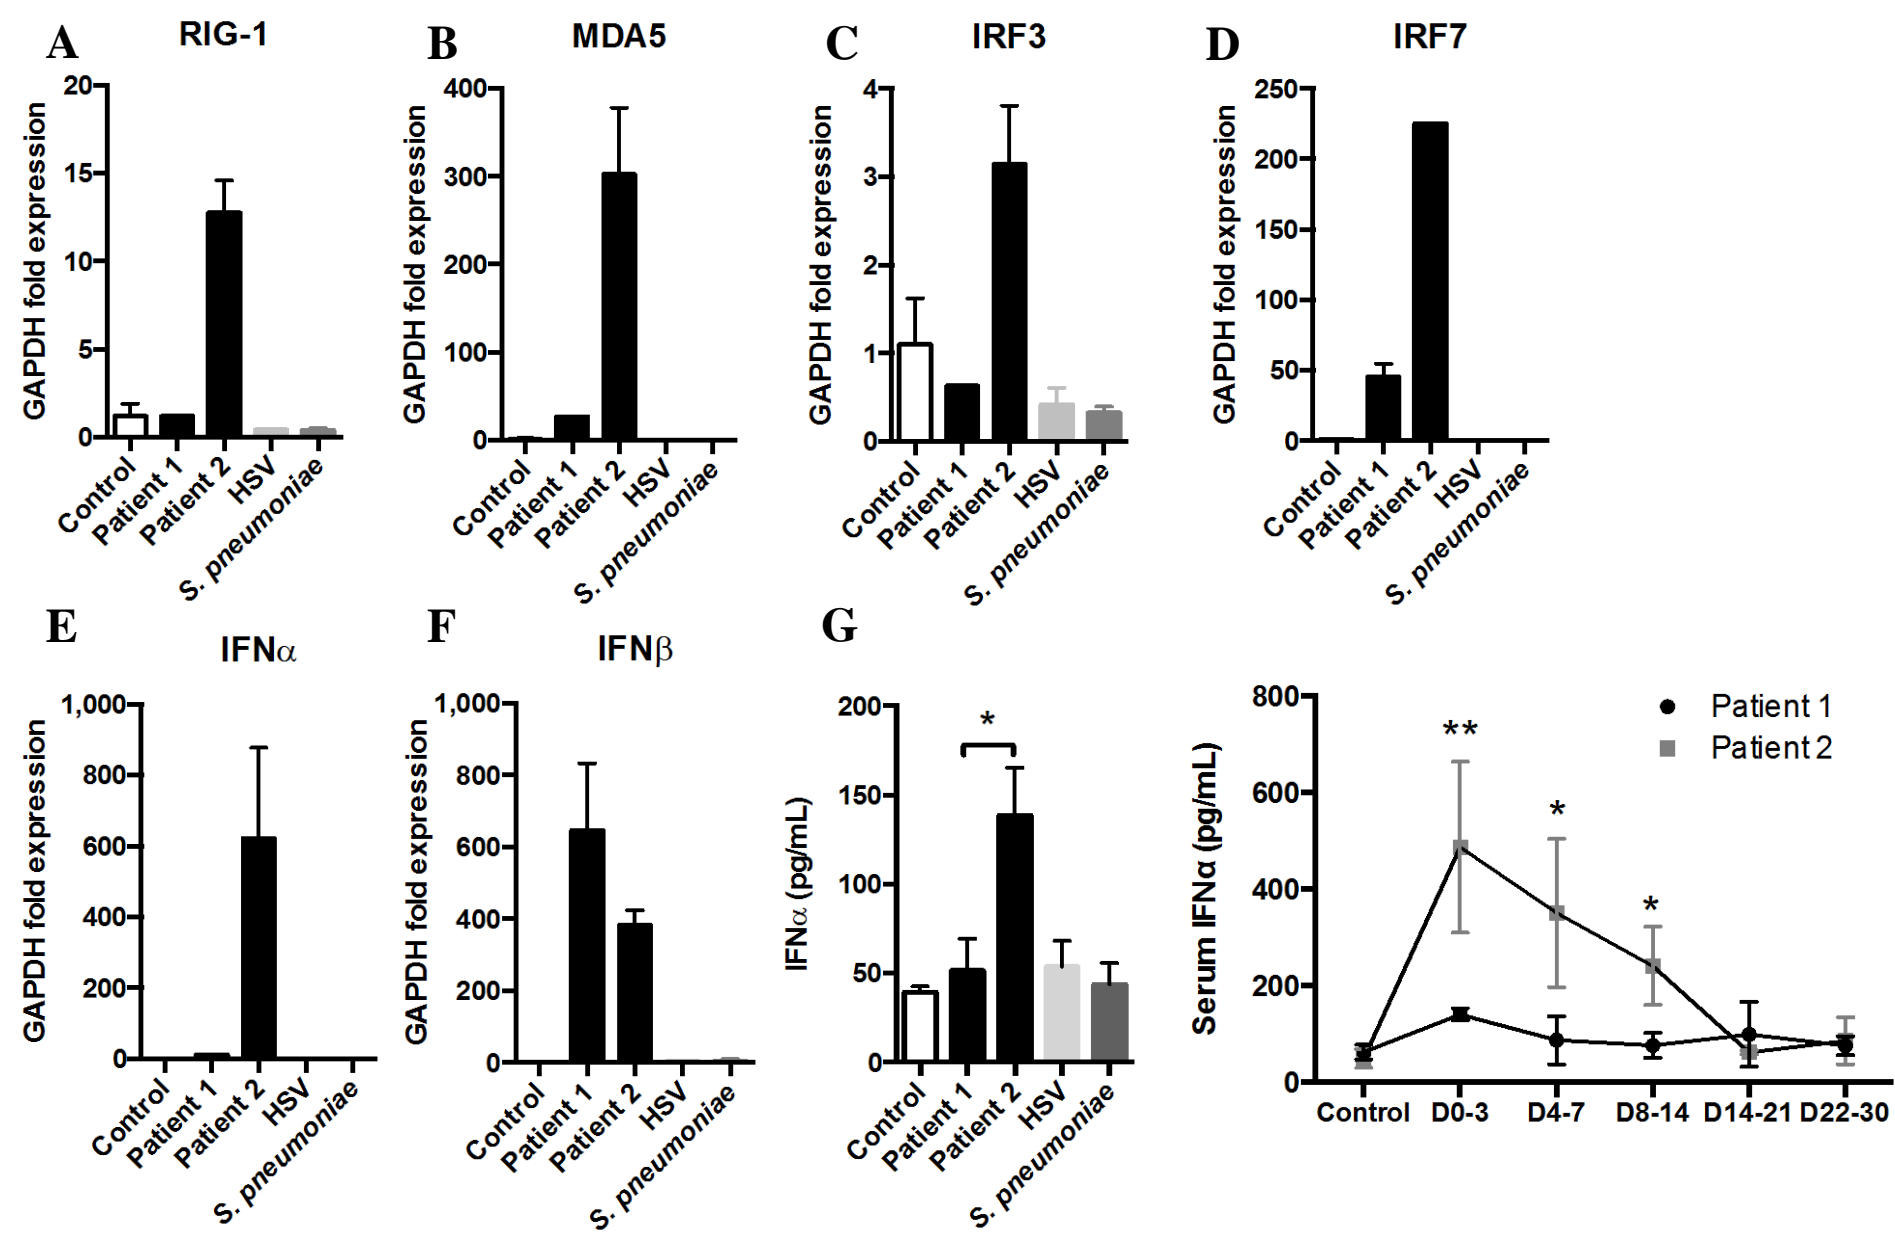 A
RIG-1
GAPDH fold expression
20
15
10
5
0
Control
Patient 1
Patient 2
HSV
S. pneumoniae
B
MDA5
GAPDH fold expression
400
300
200
100
0
Control
Patient 1
Patient 2
HSV
S. pneumoniae
C
IRF3
GAPDH fold expression
4
3
2
1
0
Control
Patient 1
Patient 2
HSV
S. pneumoniae
D
IRF7
GAPDH fold expression
250
200
150
100
50
0
Control
Patient 1
Patient 2
HSV
S. pneumoniae
E
IFNα
GAPDH fold expression
1,000
800
600
400
200
0
Control
Patient 1
Patient 2
HSV
S. pneumoniae
F
IFNβ
GAPDH fold expression
1,000
800
600
400
200
0
Control
Patient 1
Patient 2
HSV
S. pneumoniae
G
IFNα (pg/mL)
200
150
100
50
0
*
Control
Patient 1
Patient 2
HSV
S. pneumoniae
Serum IFNα (pg/mL)
800
600
400
200
0
**
*
*
Patient 1
Patient 2
Control D0-3 D4-7 D8-14 D14-21 D22-30